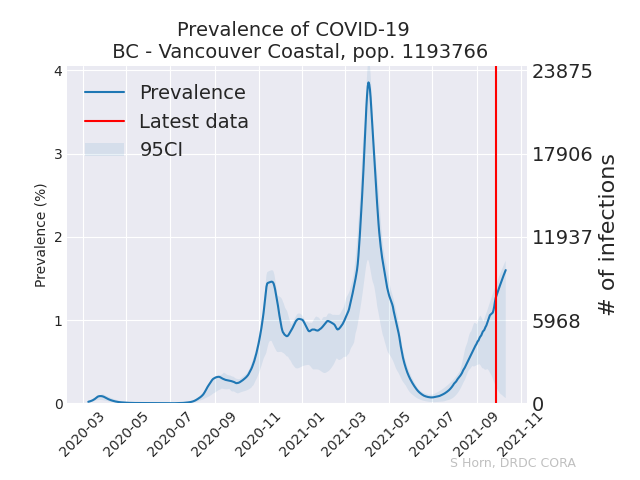 Prevalence of COVID-19
BC - Vancouver Coastal, pop. 1193766
Prevalence
Latest data
95CI
Prevalence (%)
4
3
2
1
0
23875
17906
11937
5968
0
# of infections
2020-03
2020-05
2020-07
2020-09
2020-11
2021-01
2021-03
2021-05
2021-07
2021-09
2021-11
S Horn, DRDC CORA